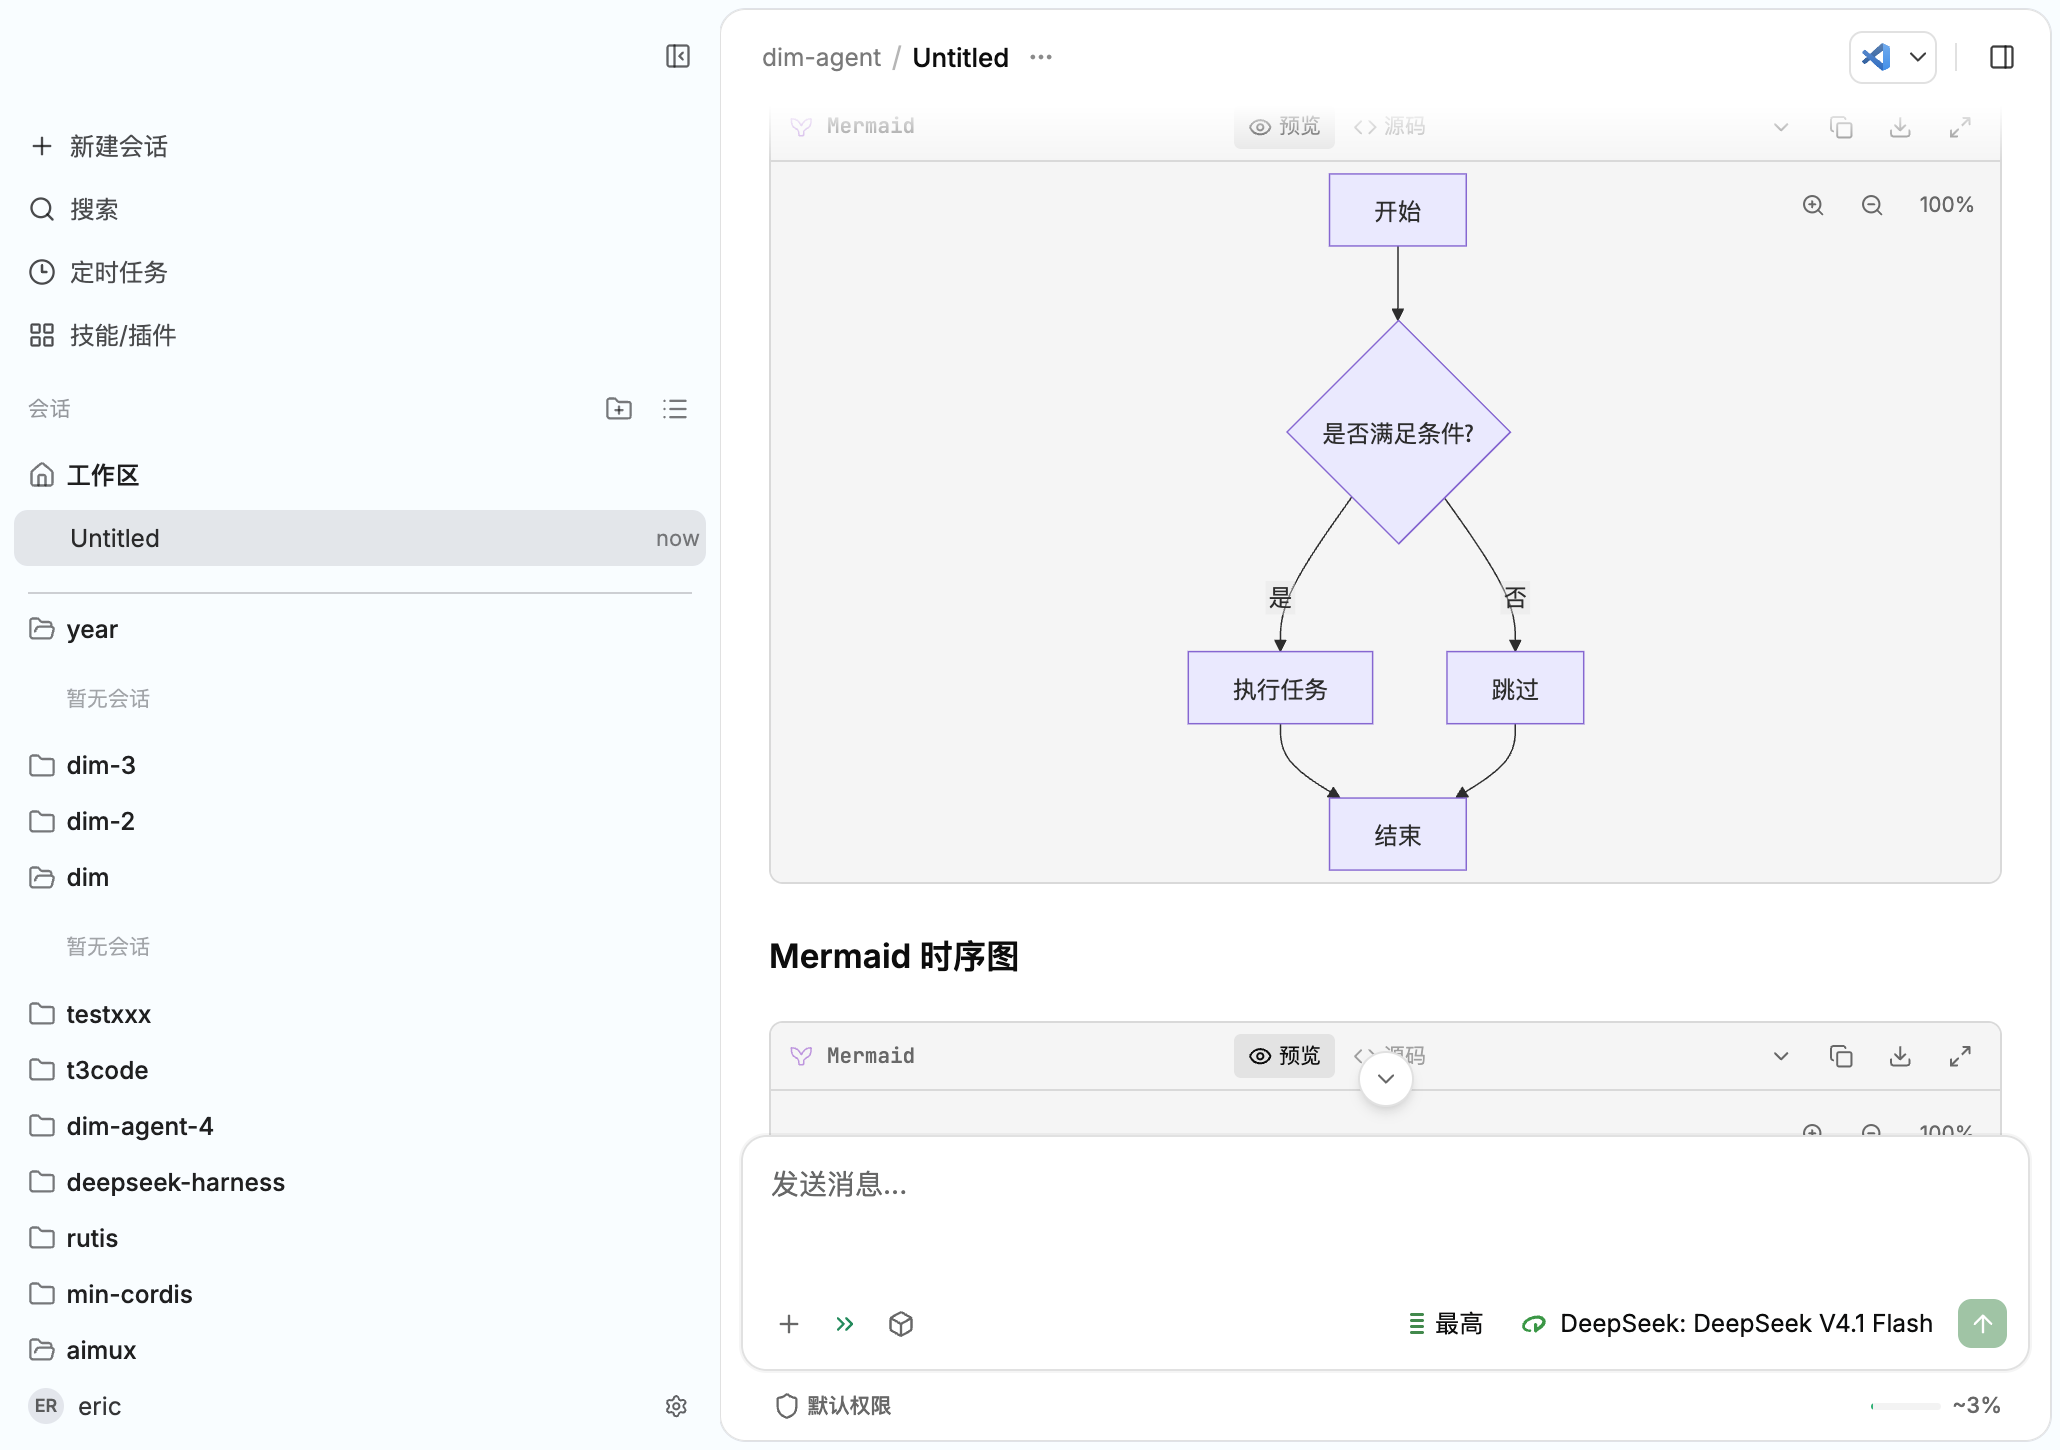 新建会话
搜索
定时任务
技能/插件
会话
工作区
Untitled now
year
暂无会话
dim-3
dim-2
dim
暂无会话
testxxx
t3code
dim-agent-4
deepseek-harness
rutis
min-cordis
aimux
ER eric
dim-agent / Untitled ...
Mermaid 预览 <> 源码
100%
开始
是否满足条件?
是 否
执行任务 跳过
结束
Mermaid 时序图
Mermaid 预览 <> 源码
100%
发送消息...
最高 DeepSeek: DeepSeek V4.1 Flash
默认权限 ~3%